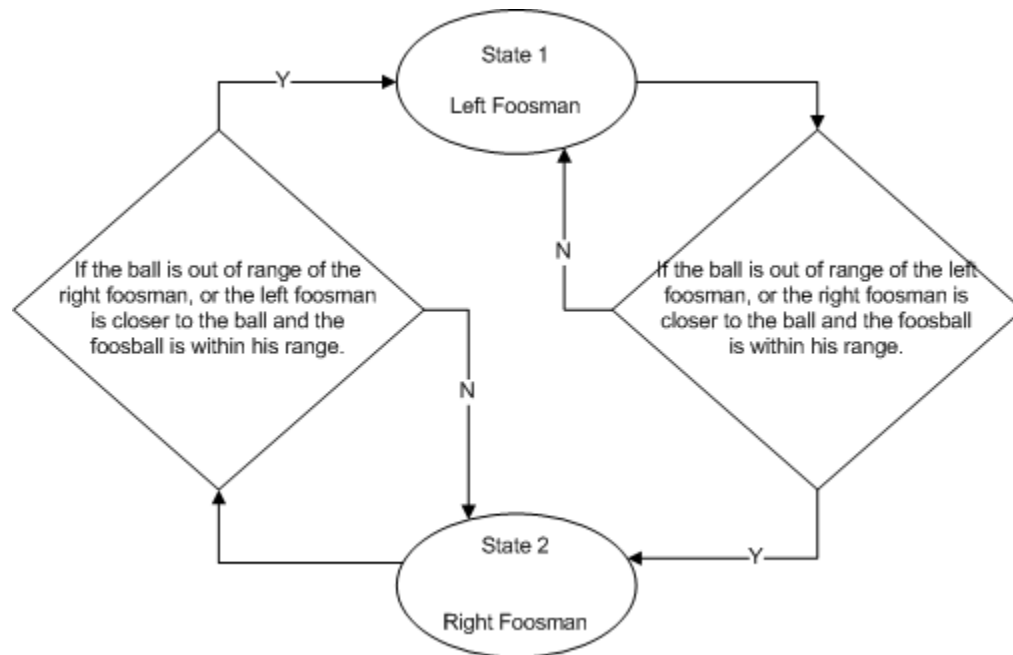 State 1
Left Foosman
Y
N
If the ball is out of range of the
right foosman, or the left foosman
is closer to the ball and the
foosball is within his range.
If the ball is out of range of the left
foosman, or the right foosman is
closer to the ball and the foosball
is within his range.
N
State 2
Y
Right Foosman